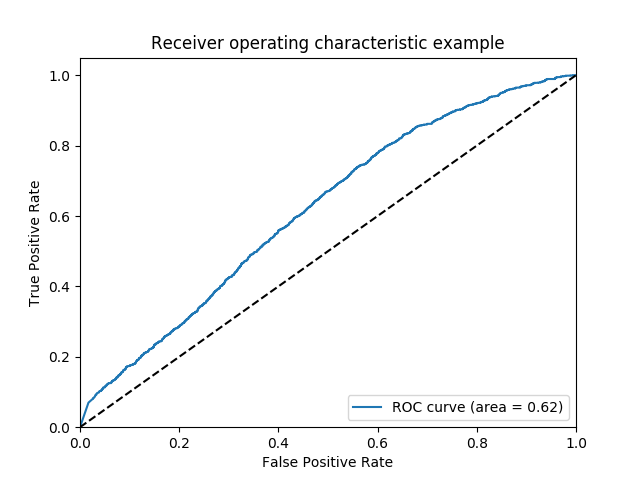 Receiver operating characteristic example
1.0
0.8
0.6
0.4
0.2
0.0
True Positive Rate
ROC curve (area = 0.62)
0.0 0.2 0.4 0.6 0.8 1.0
False Positive Rate